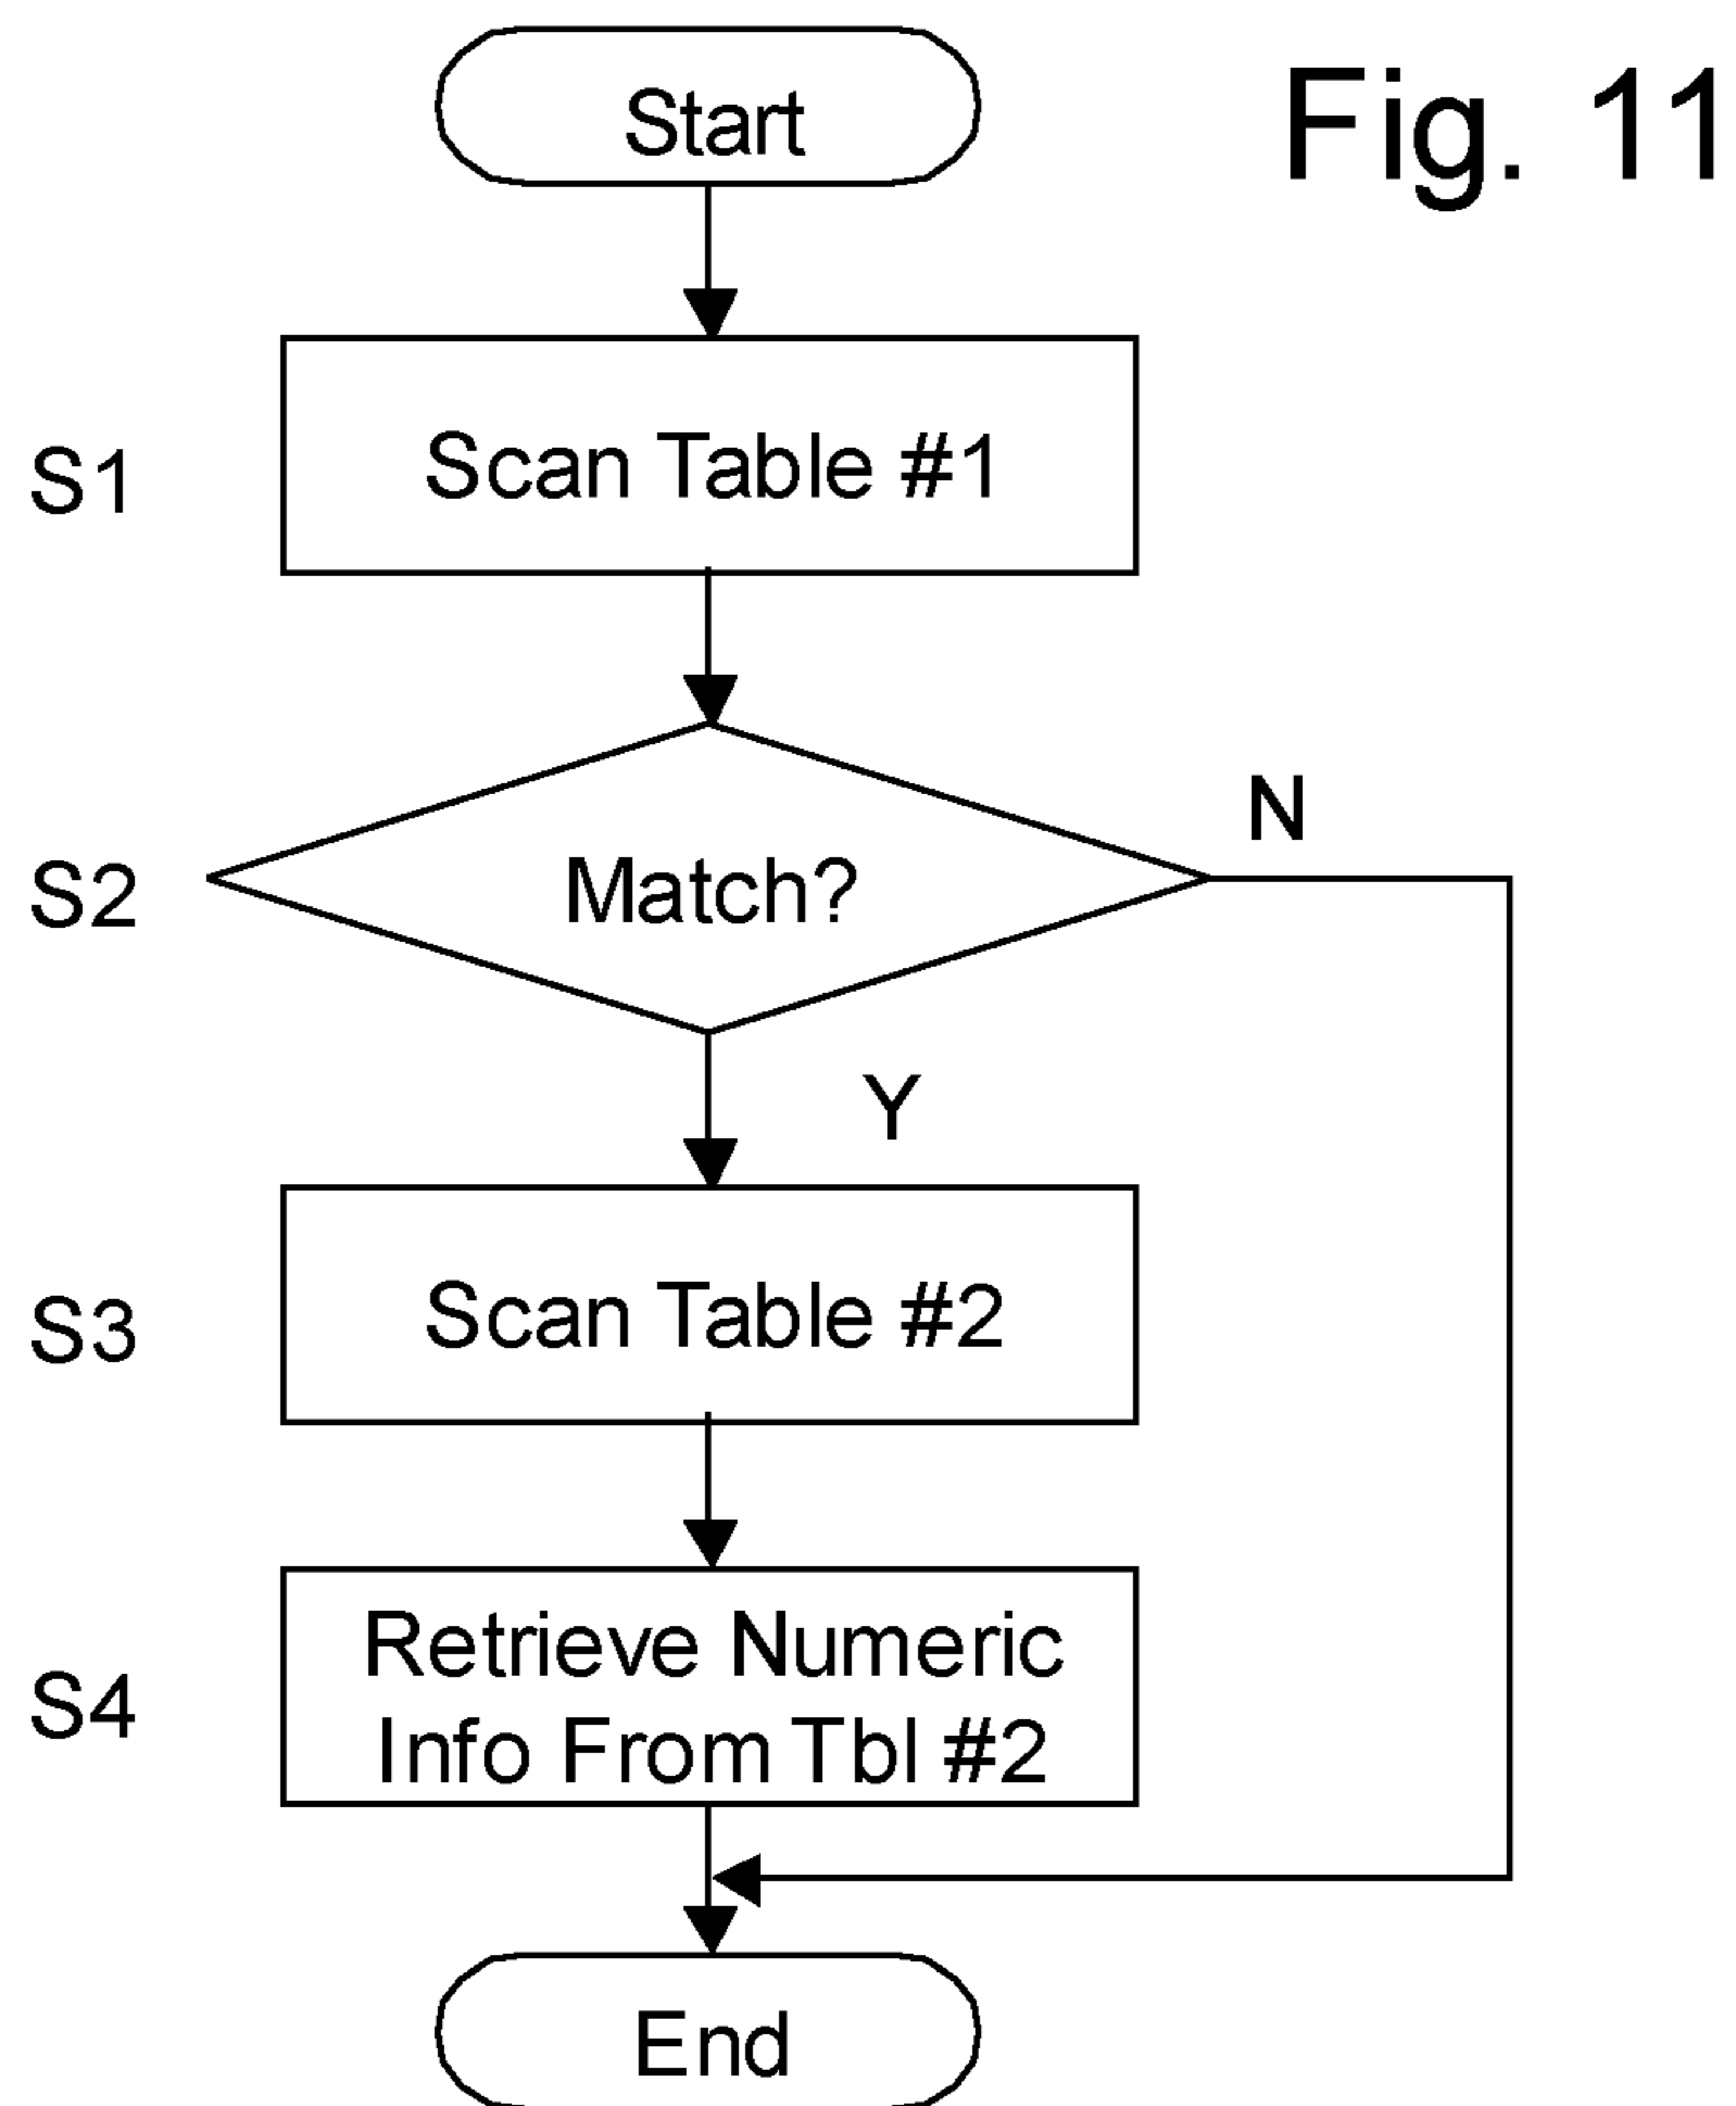 Fig. 11
Start
S1
Scan Table #1
S2
Match?
N
Y
S3
Scan Table #2
S4
Retrieve Numeric
Info From Tbl #2
End